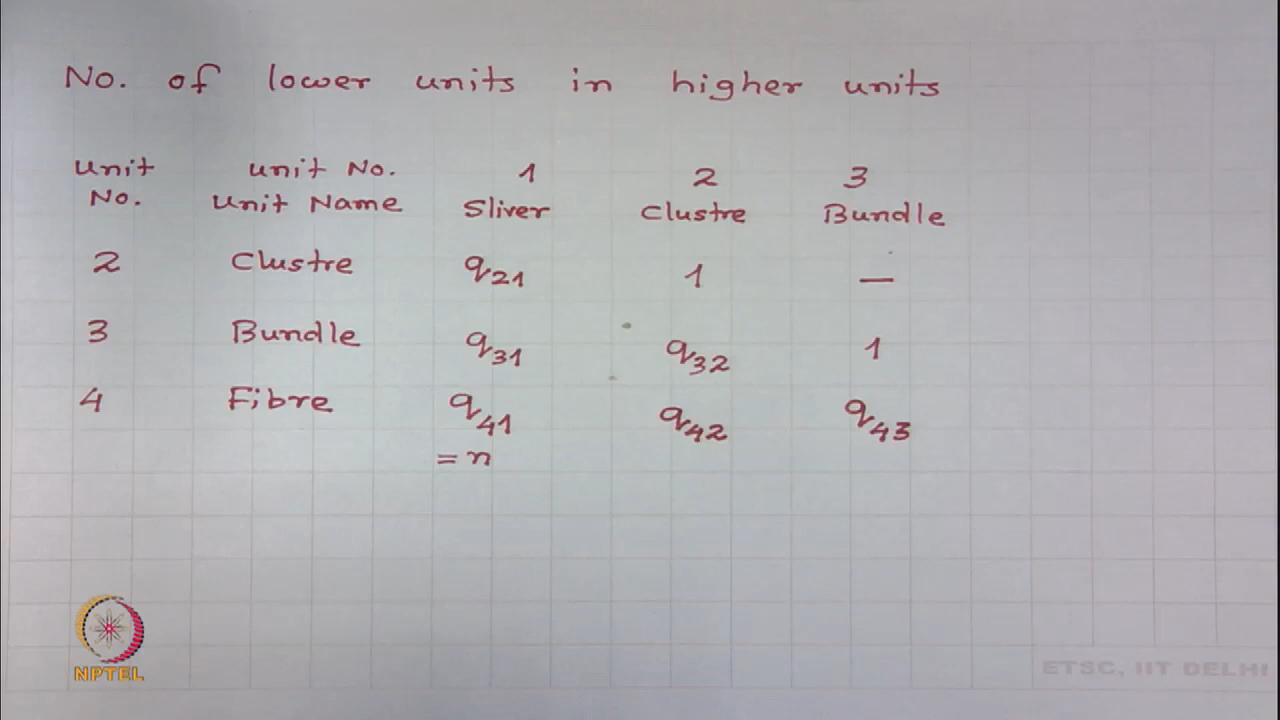 No. of lower units in higher units
Unit Unit No. 1 2 3
No. Unit Name Sliver Clustre Bundle
2 Clustre q21 1 —
3 Bundle q31 q32 1
4 Fibre q41 q42 q43
= n
NPTEL
ETSC, IIT DELHI